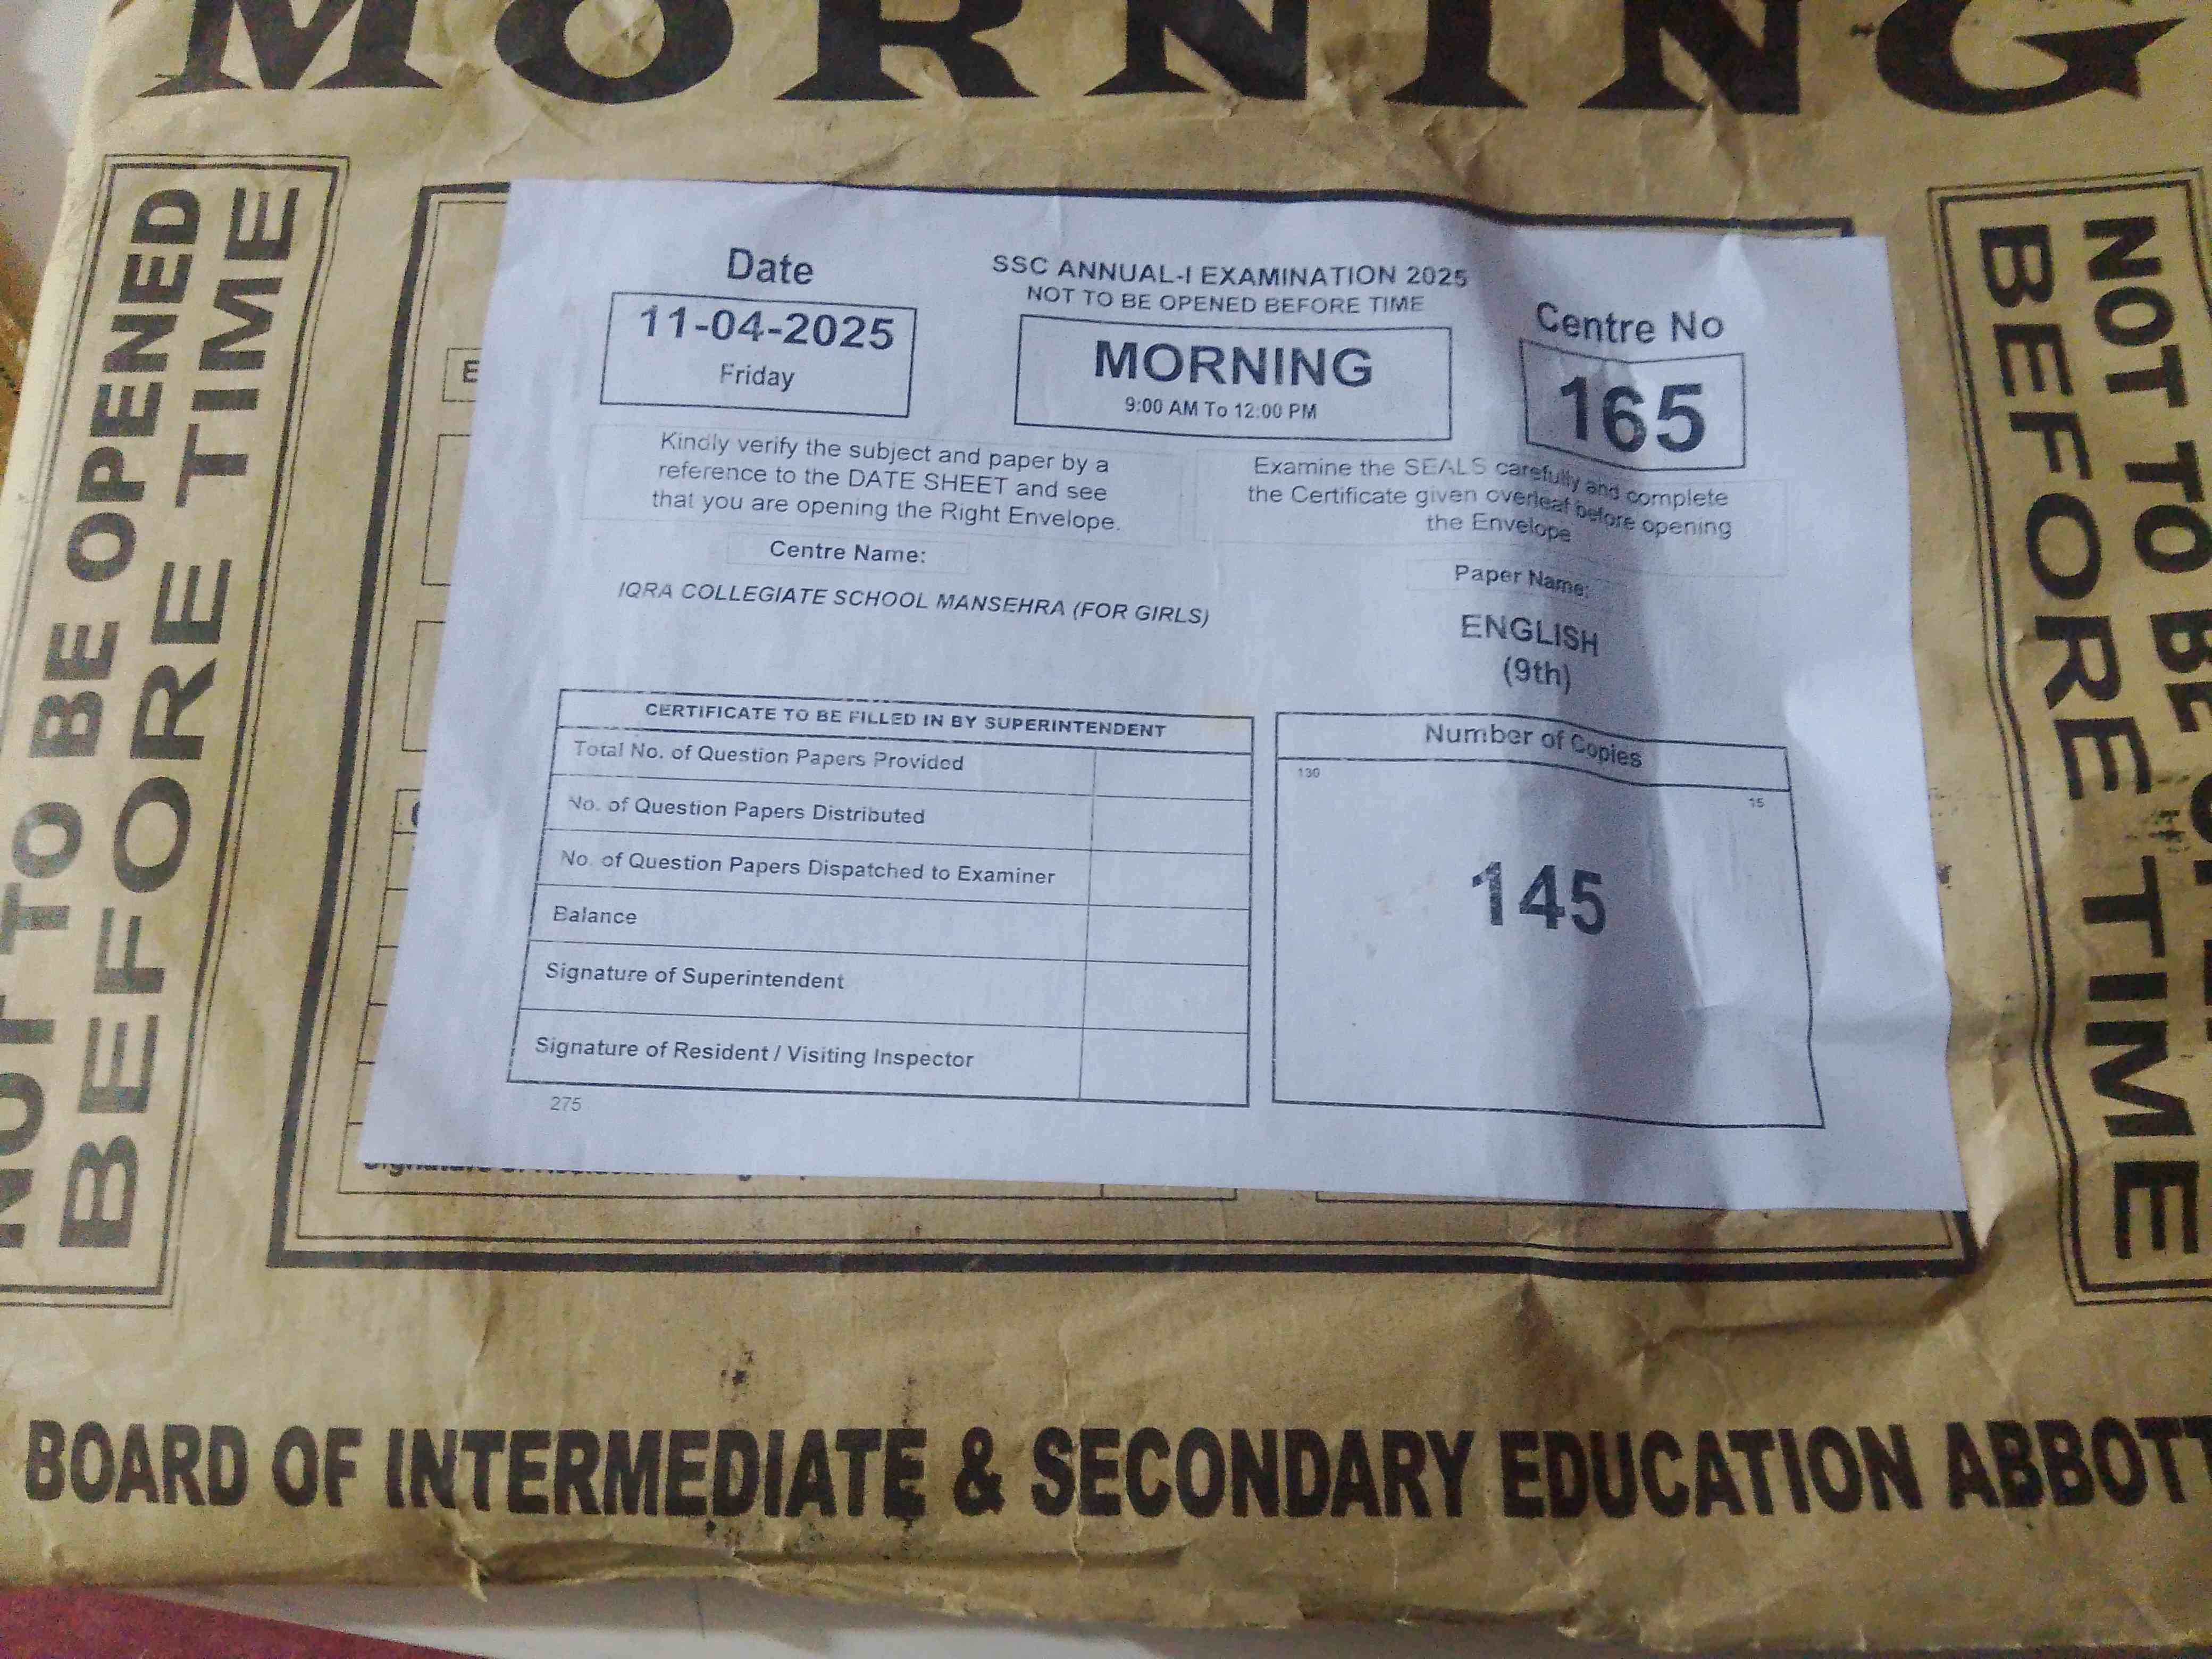 MORNING
NOT TO BE OPENED
BEFORE TIME
Date
11-04-2025
Friday
SSC ANNUAL-I EXAMINATION 2025
NOT TO BE OPENED BEFORE TIME
MORNING
9:00 AM To 12:00 PM
Centre No
165
Kindly verify the subject and paper by a
reference to the DATE SHEET and see
that you are opening the Right Envelope.
Examine the SEALS carefully and complete
the Certificate given overleaf before opening
the Envelope
Centre Name:
IQRA COLLEGIATE SCHOOL MANSEHRA (FOR GIRLS)
Paper Name:
ENGLISH
(9th)
CERTIFICATE TO BE FILLED IN BY SUPERINTENDENT
Total No. of Question Papers Provided
No. of Question Papers Distributed
No. of Question Papers Dispatched to Examiner
Balance
Signature of Superintendent
Signature of Resident / Visiting Inspector
275
Number of Copies
130
15
145
NOT TO BE
BEFORE TIME
BOARD OF INTERMEDIATE & SECONDARY EDUCATION ABBOTT